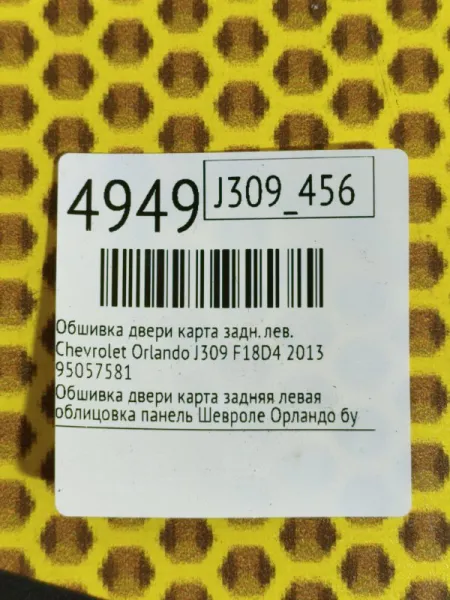 4949 J309_456
Обшивка двери карта задн. лев.
Chevrolet Orlando J309 F18D4 2013
95057581
Обшивка двери карта задняя левая
облицовка панель Шевроле Орландо бу